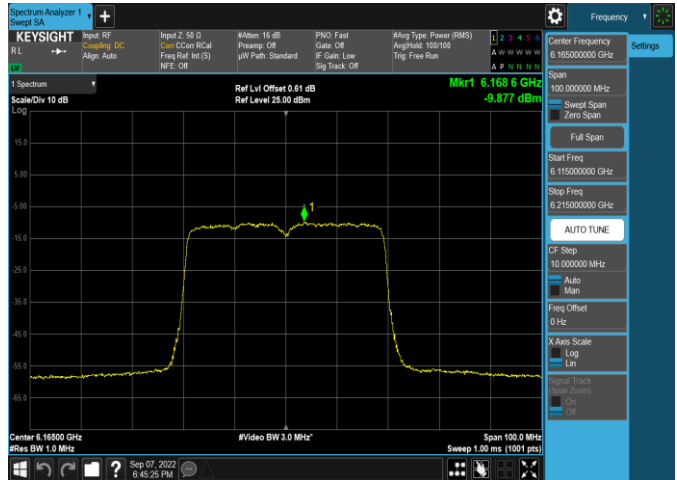 Spectrum Analyzer 1
Swept SA
Frequency
KEYSIGHT
RL
Input: RF
Coupling: DC
Align: Auto
Input Z: 50 Ω
Corr CCorr RCal
Freq Ref: Int (S)
NFE: Off
#Atten: 16 dB
Preamp: Off
µW Path: Standard
PNO: Fast
Gate: Off
IF Gain: Low
Sig Track: Off
#Avg Type: Power (RMS)
Avg|Hold: 100/100
Trig: Free Run
1 2 3 4 5 6
A W W W W W
A P N N N N
Settings
1 Spectrum
Scale/Div 10 dB
Log
Ref Lvl Offset 0.61 dB
Ref Level 25.00 dBm
Mkr1 6.168 6 GHz
-9.877 dBm
15.0
5.00
-5.00
-15.0
-25.0
-35.0
-45.0
-55.0
-65.0
1
Center 6.16500 GHz
#Res BW 1.0 MHz
#Video BW 3.0 MHz*
Span 100.0 MHz
Sweep 1.00 ms (1001 pts)
Center Frequency
6.165000000 GHz
Span
100.000000 MHz
Swept Span
Zero Span
Full Span
Start Freq
6.115000000 GHz
Stop Freq
6.215000000 GHz
AUTO TUNE
CF Step
10.000000 MHz
Auto
Man
Freq Offset
0 Hz
X Axis Scale
Log
Lin
Signal Track
(Span Zoom)
On
Off
?
Sep 07, 2022
6:45:25 PM